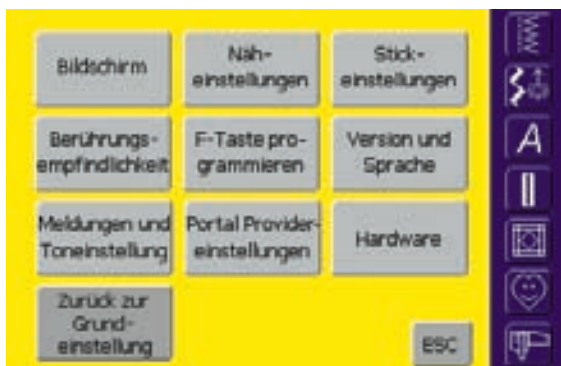 Bildschirm
Näh-
einstellungen
Stick-
einstellungen
Berührungs-
empfindlichkeit
F-Taste pro-
grammieren
Version und
Sprache
Meldungen und
Toneinstellung
Portal Provider-
einstellungen
Hardware
Zurück zur
Grund-
einstellung
ESC
A